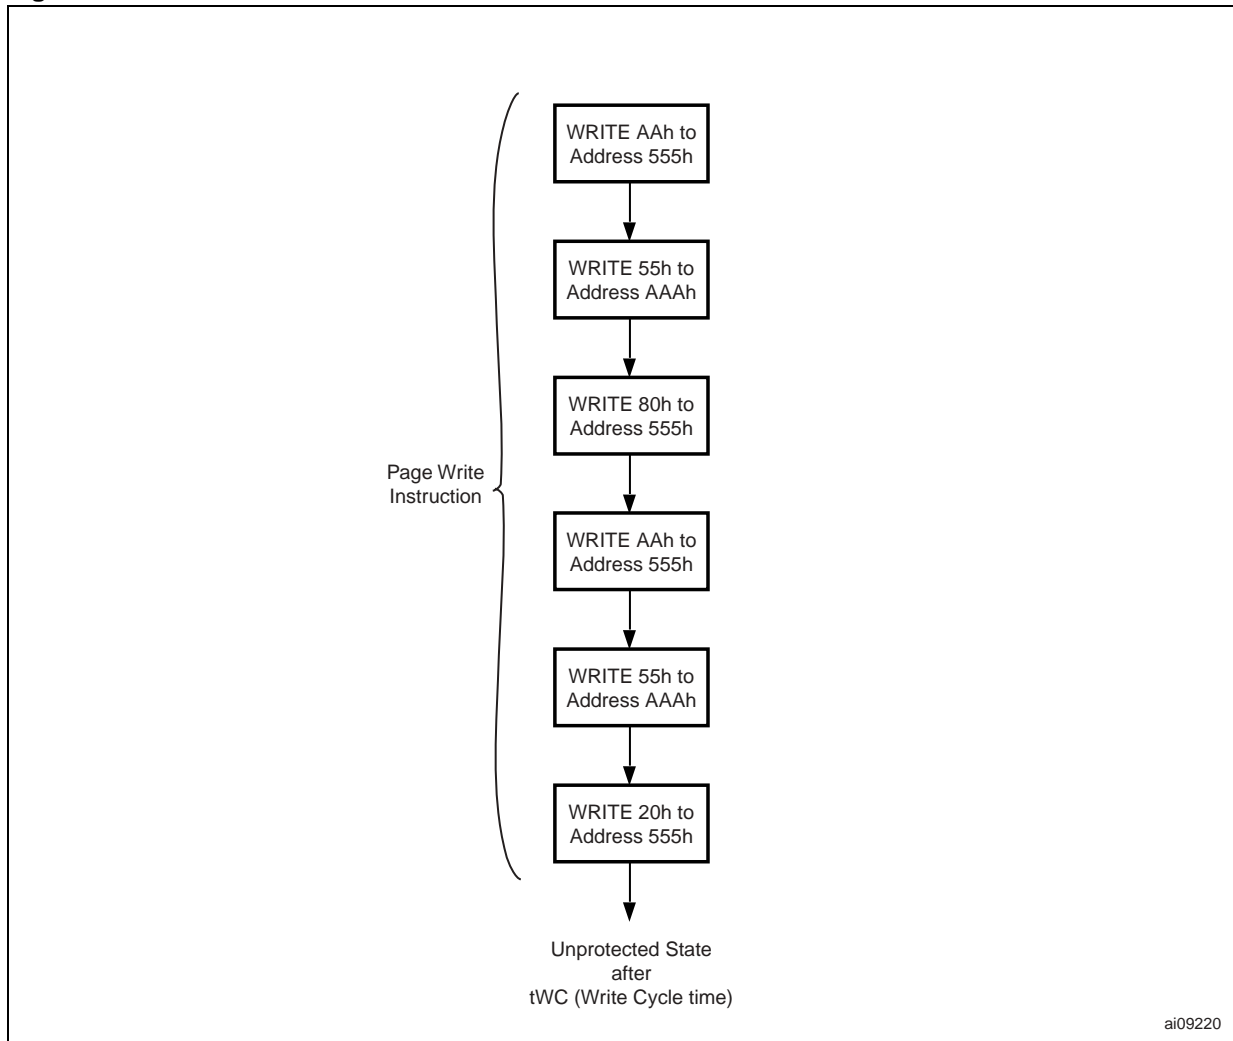 WRITE AAh to
Address 555h
WRITE 55h to
Address AAAh
WRITE 80h to
Address 555h
Page Write
Instruction
WRITE AAh to
Address 555h
WRITE 55h to
Address AAAh
WRITE 20h to
Address 555h
Unprotected State
after
tWC (Write Cycle time)
ai09220